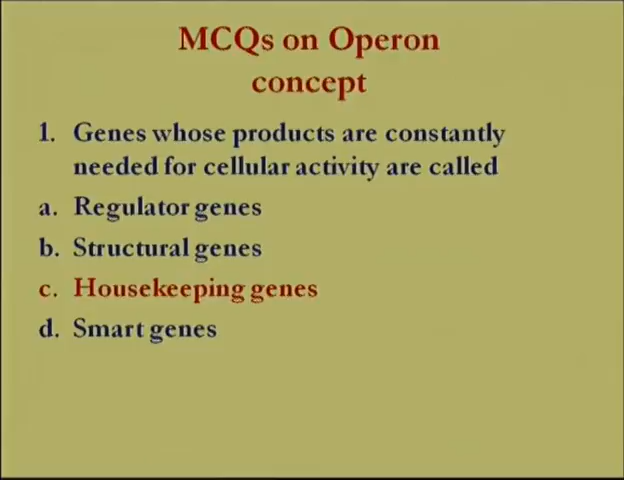 MCQs on Operon
concept
1. Genes whose products are constantly
needed for cellular activity are called
a. Regulator genes
b. Structural genes
c. Housekeeping genes
d. Smart genes